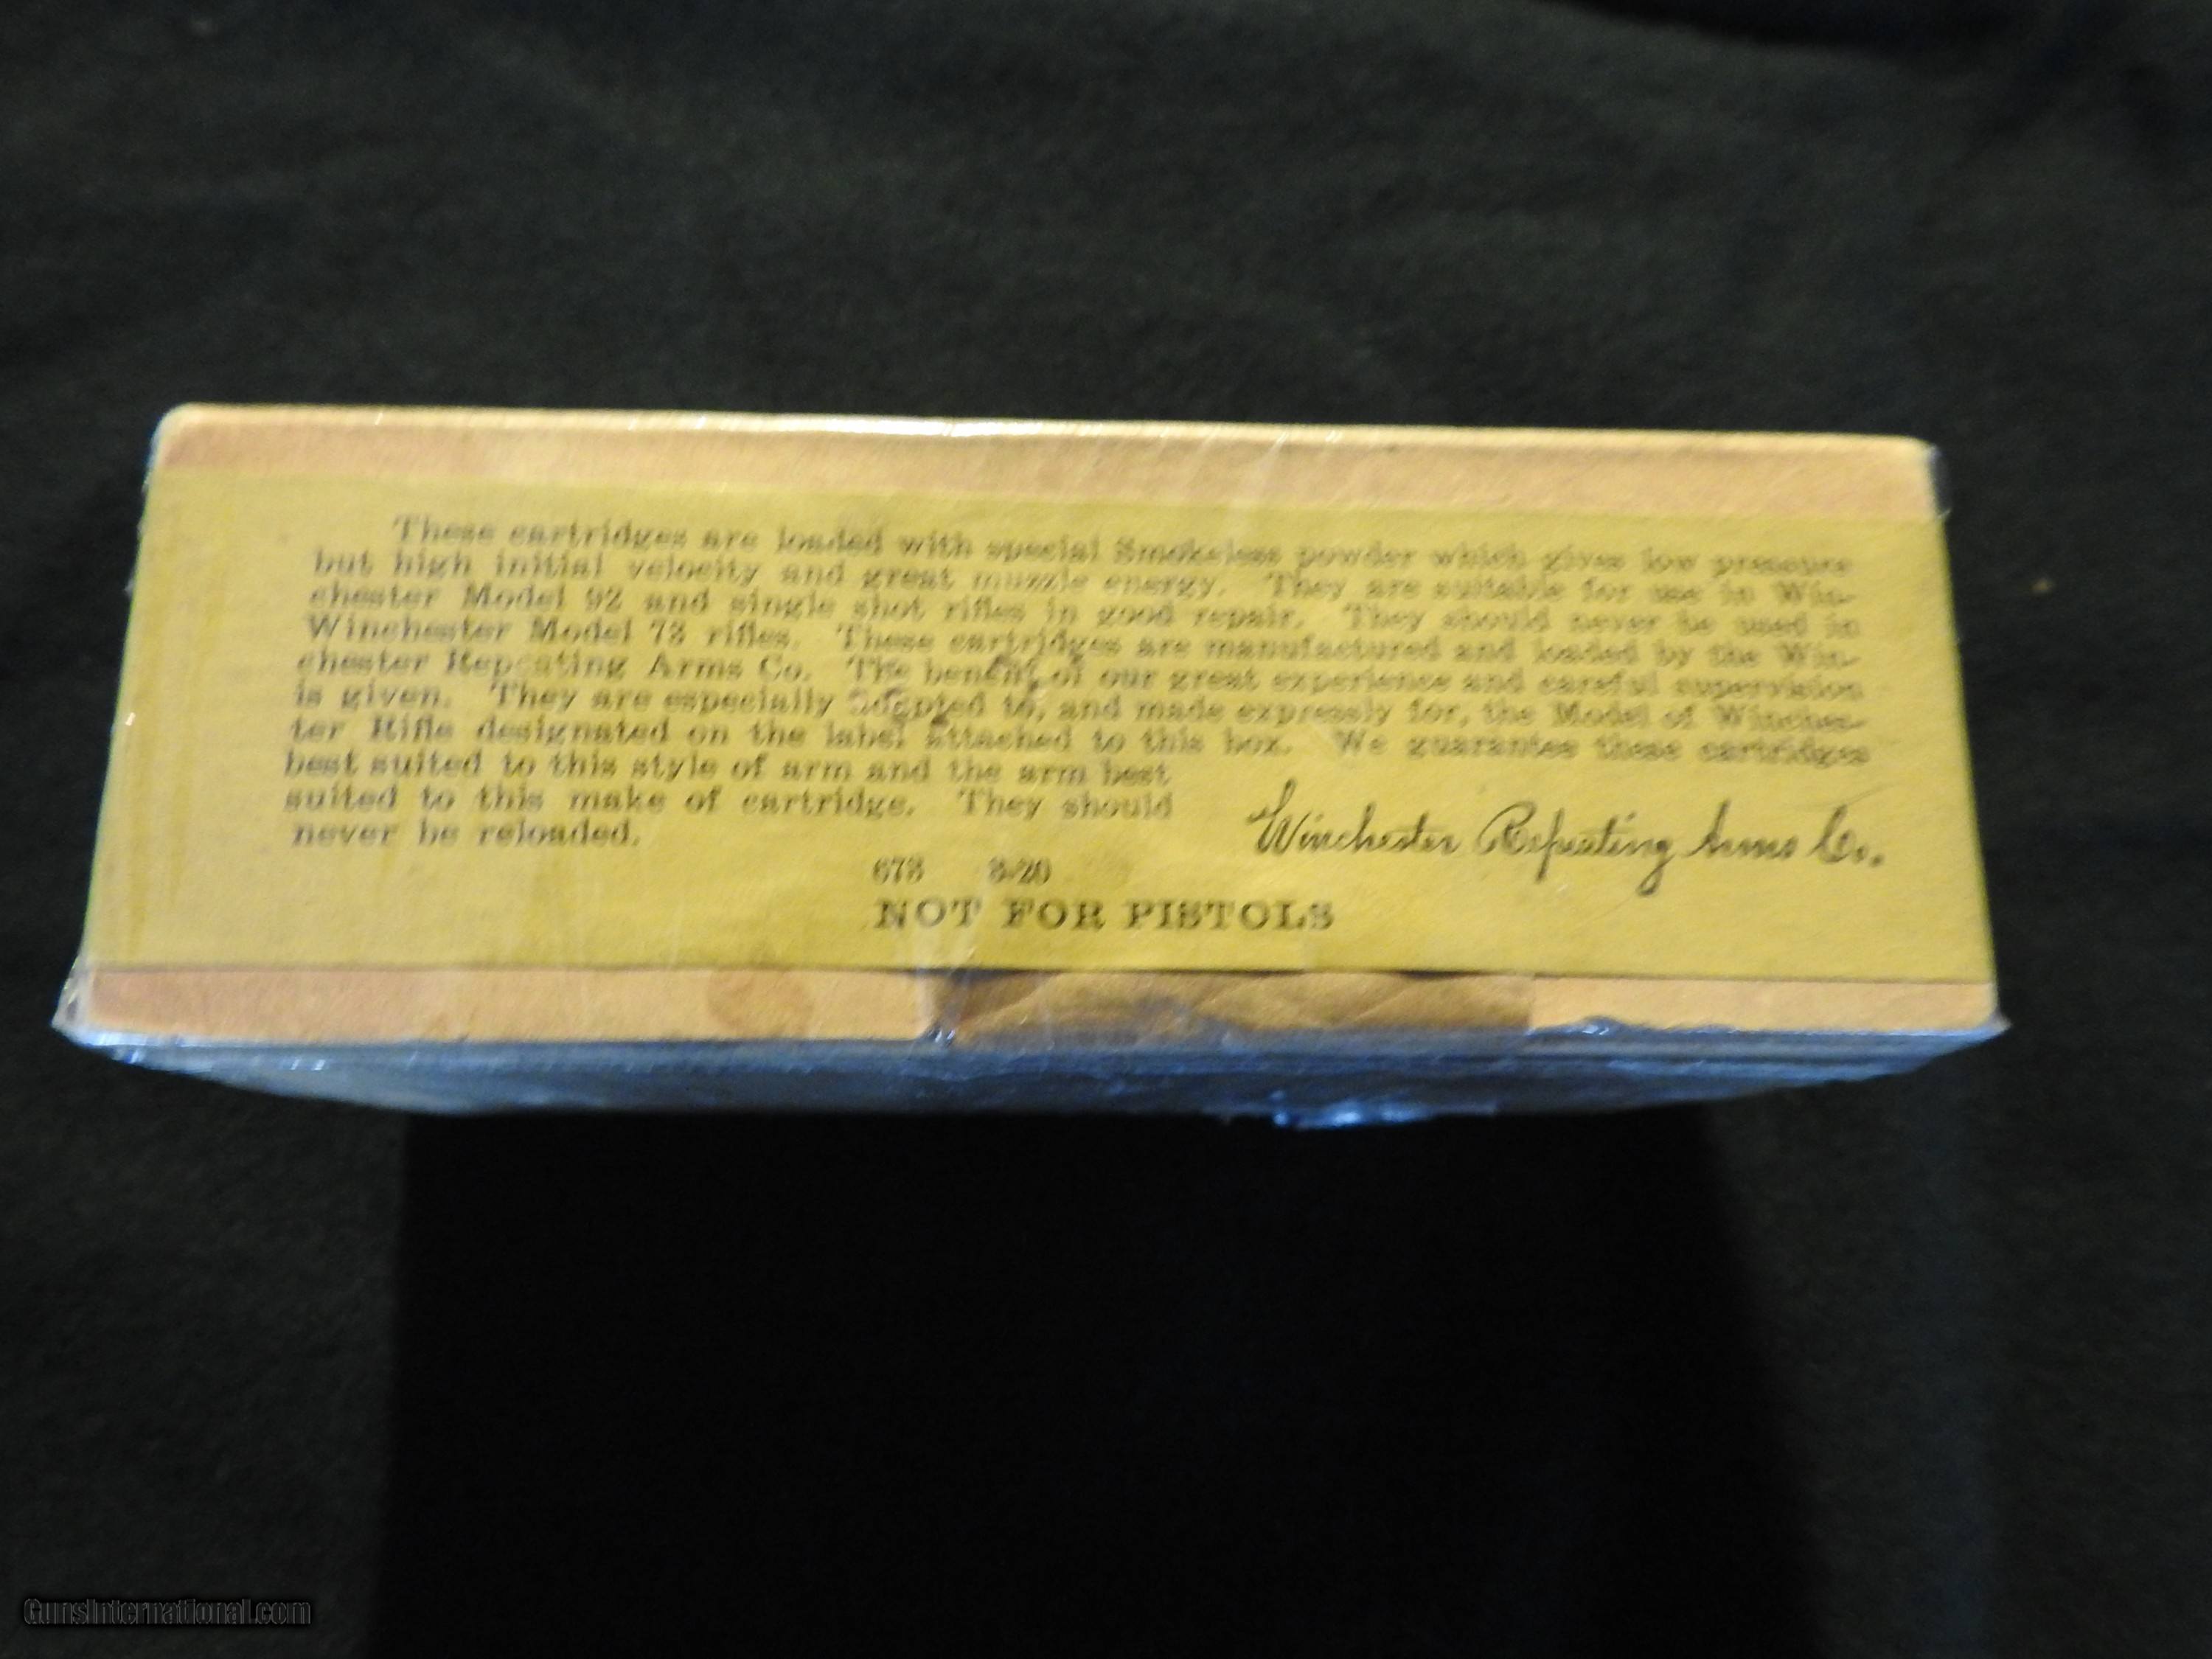 These cartridges are loaded with special Smokeless powder which gives low pressure
but high initial velocity and great muzzle energy. They are suitable for use in Win-
chester Model 92 and single shot rifles in good repair. They should never be used in
Winchester Model 73 rifles. These cartridges are manufactured and loaded by the Win-
chester Repeating Arms Co. The benefit of our great experience and careful supervision
is given. They are especially adapted to, and made expressly for, the Model of Winches-
ter Rifle designated on the label attached to this box. We guarantee these cartridges
best suited to this style of arm and the arm best
suited to this make of cartridge. They should
never be reloaded.
Winchester Repeating Arms Co.
673 3-20
NOT FOR PISTOLS
GunsInternational.com